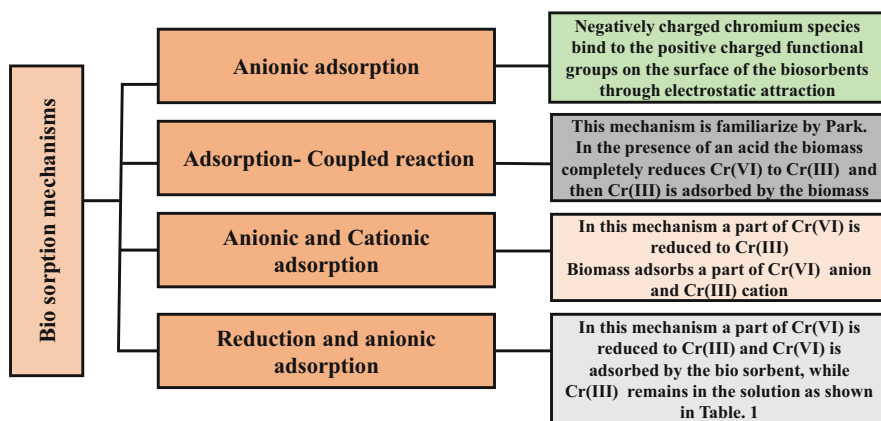 Bio sorption mechanisms
Anionic adsorption
Negatively charged chromium species
bind to the positive charged functional
groups on the surface of the biosorbents
through electrostatic attraction
Adsorption- Coupled reaction
This mechanism is familiarize by Park.
In the presence of an acid the biomass
completely reduces Cr(VI) to Cr(III) and
then Cr(III) is adsorbed by the biomass
Anionic and Cationic
adsorption
In this mechanism a part of Cr(VI) is
reduced to Cr(III)
Biomass adsorbs a part of Cr(VI) anion
and Cr(III) cation
Reduction and anionic
adsorption
In this mechanism a part of Cr(VI) is
reduced to Cr(III) and Cr(VI) is
adsorbed by the bio sorbent, while
Cr(III) remains in the solution as shown
in Table. 1